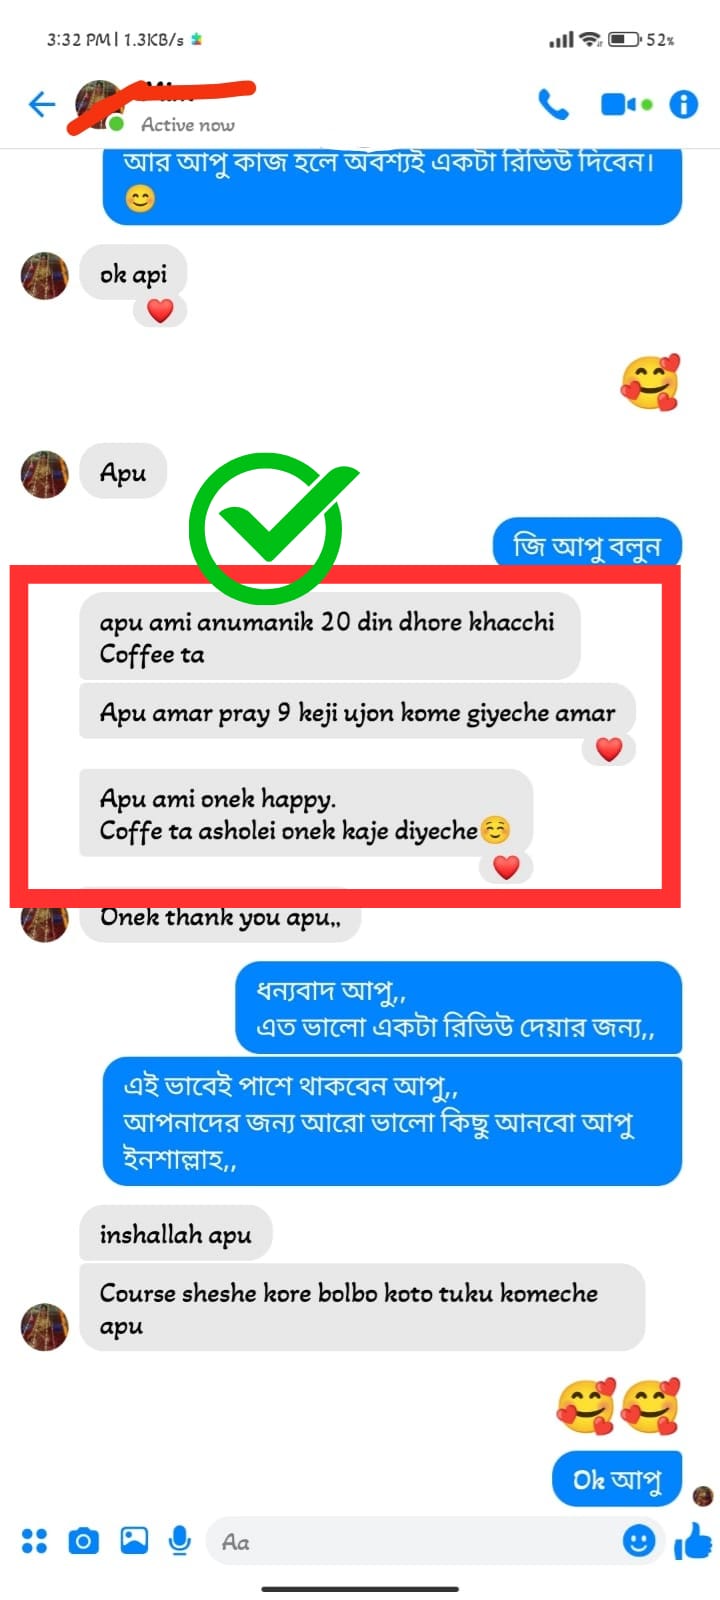 3:32 PM | 1.3KB/s
52%
Active now
আর আপু কাজ হলে অবশ্যই একটা রিভিউ দিবেন।
😊
ok api
❤️
🥰
Apu
জি আপু বলুন
apu ami anumanik 20 din dhore khacchi
Coffee ta
Apu amar pray 9 keji ujon kome giyeche amar
❤️
Apu ami onek happy.
Coffe ta asholei onek kaje diyeche☺️
❤️
Onek thank you apu,,
ধন্যবাদ আপু,,
এত ভালো একটা রিভিউ দেয়ার জন্য,,
এই ভাবেই পাশে থাকবেন আপু,,
আপনাদের জন্য আরো ভালো কিছু আনবো আপু
ইনশাল্লাহ,,
inshallah apu
Course sheshe kore bolbo koto tuku komeche
apu
🥰🥰
Ok আপু
Aa